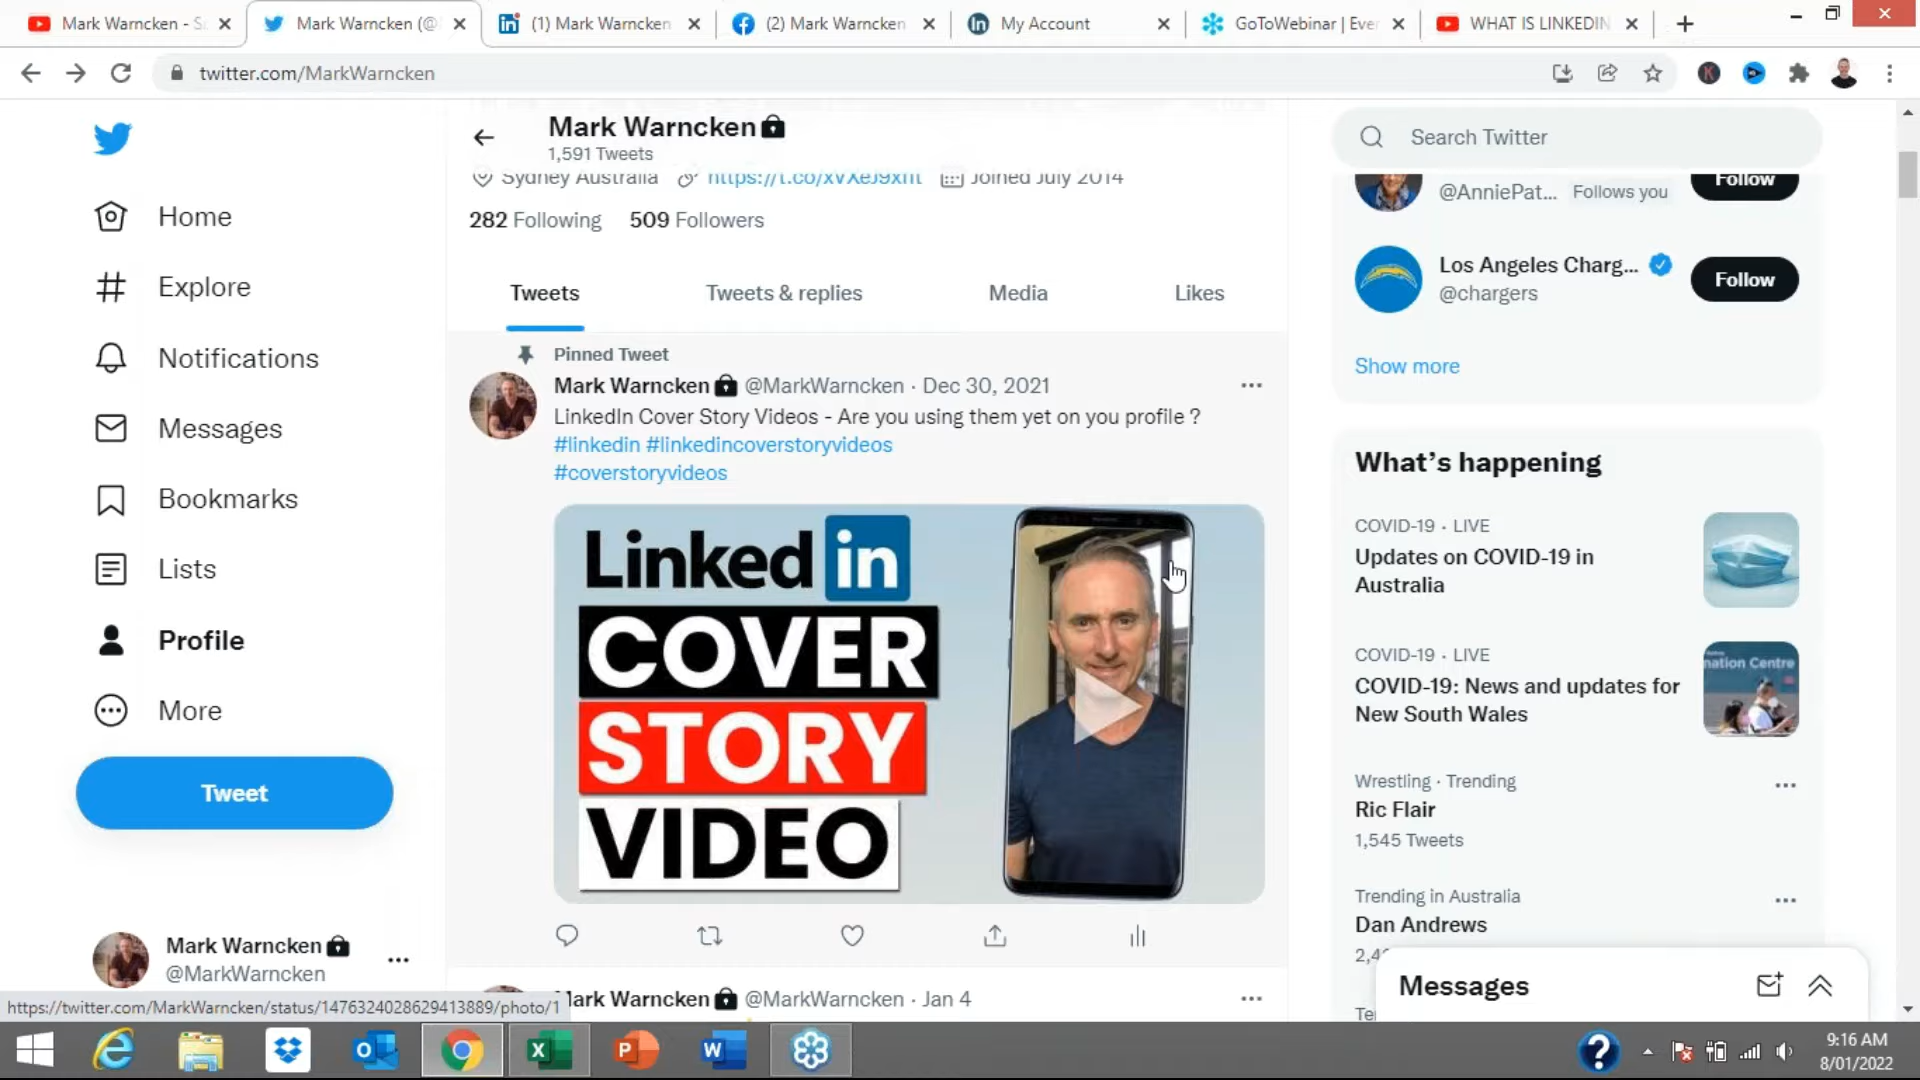 Mark Warncken - S
Mark Warncken (@
(1) Mark Warncken
(2) Mark Warncken
My Account
GoToWebinar | Ever
WHAT IS LINKEDIN
twitter.com/MarkWarncken
Mark Warncken
1,591 Tweets
Sydney Australia https://t.co/xVXeJ9xnt Joined July 2014
282 Following 509 Followers
Tweets
Tweets & replies
Media
Likes
Home
Explore
Notifications
Messages
Bookmarks
Lists
Profile
More
Tweet
Mark Warncken
@MarkWarncken
Pinned Tweet
Mark Warncken @MarkWarncken · Dec 30, 2021
LinkedIn Cover Story Videos - Are you using them yet on you profile ?
#linkedin #linkedincoverstoryvideos
#coverstoryvideos
Linked in
COVER
STORY
VIDEO
Mark Warncken @MarkWarncken · Jan 4
Search Twitter
@AnniePat... Follows you
Follow
Los Angeles Charg...
@chargers
Follow
Show more
What's happening
COVID-19 · LIVE
Updates on COVID-19 in
Australia
COVID-19 · LIVE
COVID-19: News and updates for
New South Wales
nation Centre
Wrestling · Trending
Ric Flair
1,545 Tweets
Trending in Australia
Dan Andrews
Messages
https://twitter.com/MarkWarncken/status/1476324028629413889/photo/1
9:16 AM
8/01/2022